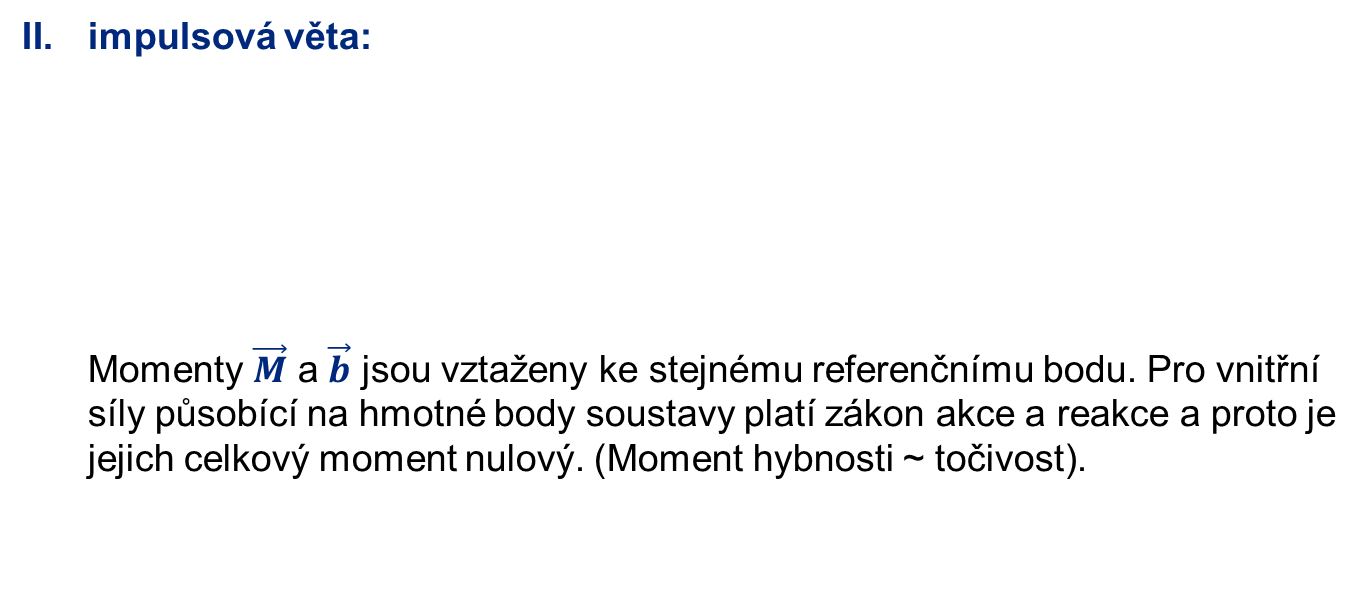 II. impulsová věta:
Momenty M⃗ a b⃗ jsou vztaženy ke stejnému referenčnímu bodu. Pro vnitřní
síly působící na hmotné body soustavy platí zákon akce a reakce a proto je
jejich celkový moment nulový. (Moment hybnosti ~ točivost).